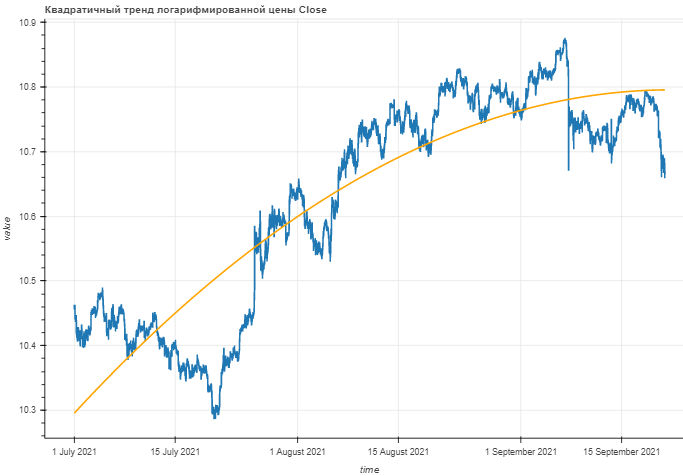 Квадратичный тренд логарифмированной цены Close
10.9
10.8
10.7
10.6
10.5
10.4
10.3
value
1 July 2021
15 July 2021
1 August 2021
15 August 2021
1 September 2021
15 September 2021
time